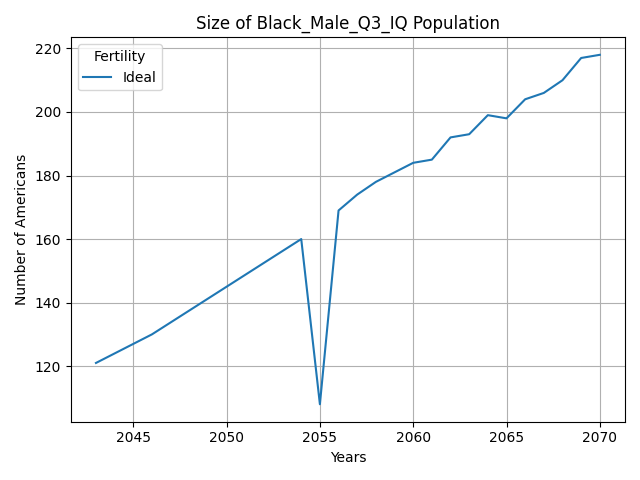 Size of Black_Male_Q3_IQ Population
Fertility
Ideal
Number of Americans
220
200
180
160
140
120
2045 2050 2055 2060 2065 2070
Years